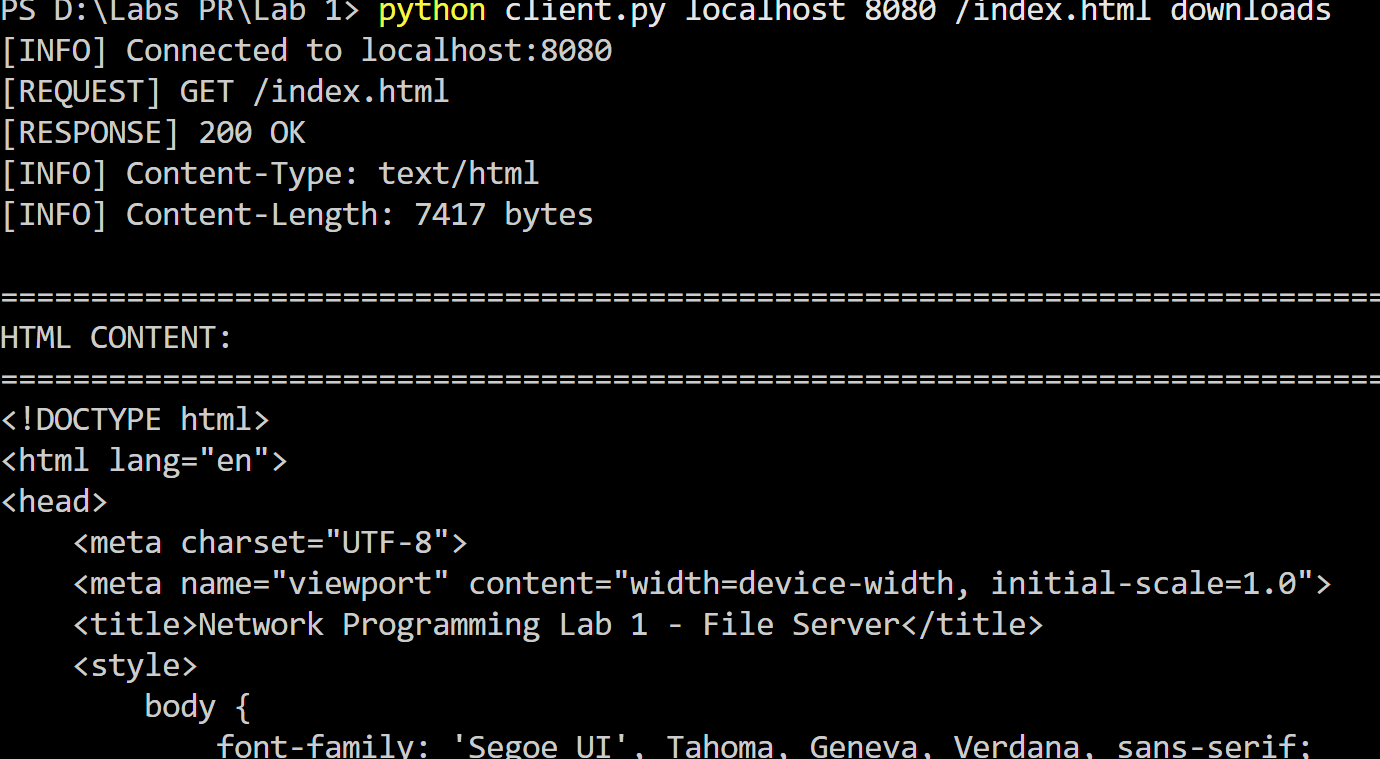 PS D:\Labs PR\Lab 1> python client.py localhost 8080 /index.html downloads
[INFO] Connected to localhost:8080
[REQUEST] GET /index.html
[RESPONSE] 200 OK
[INFO] Content-Type: text/html
[INFO] Content-Length: 7417 bytes
=============================================================================
HTML CONTENT:
=============================================================================
<!DOCTYPE html>
<html lang="en">
<head>
    <meta charset="UTF-8">
    <meta name="viewport" content="width=device-width, initial-scale=1.0">
    <title>Network Programming Lab 1 - File Server</title>
    <style>
        body {
            font-family: 'Segoe UI', Tahoma, Geneva, Verdana, sans-serif;